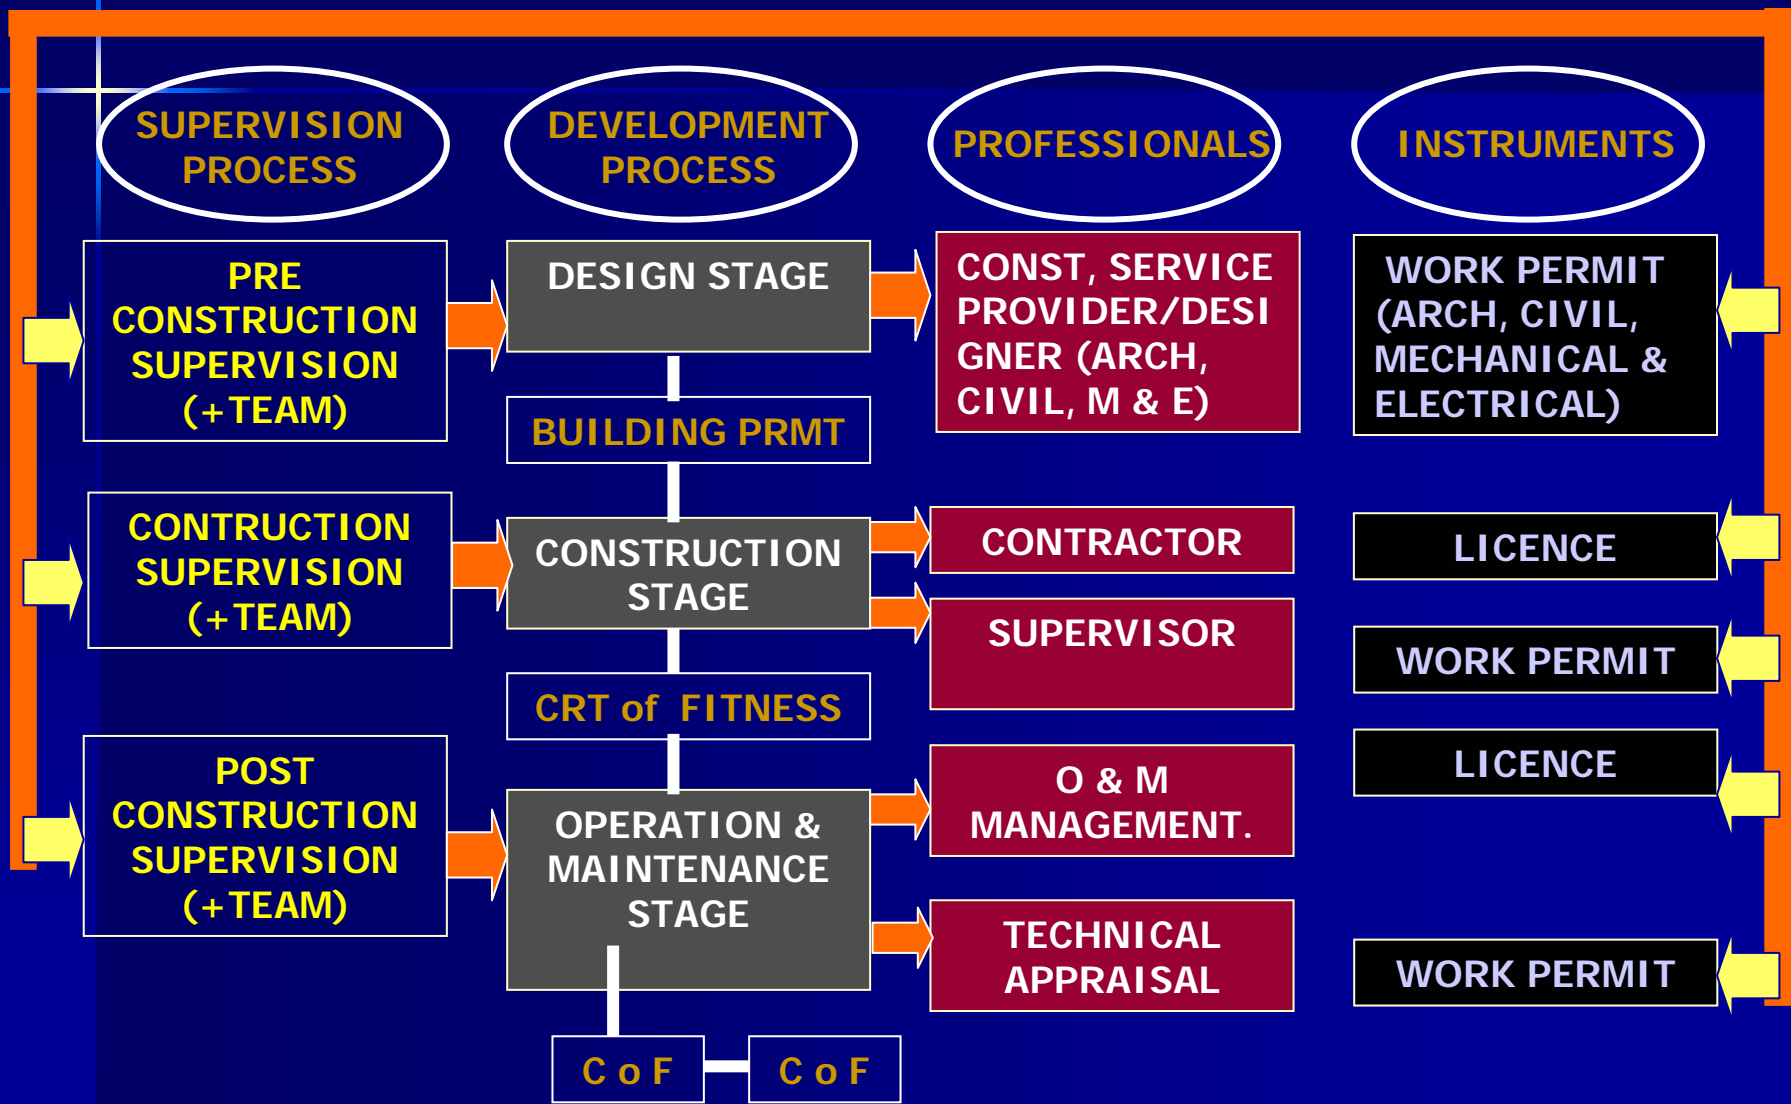 SUPERVISION
PROCESS
DEVELOPMENT
PROCESS
PROFESSIONALS
INSTRUMENTS
PRE
CONSTRUCTION
SUPERVISION
(+TEAM)
DESIGN STAGE
CONST, SERVICE
PROVIDER/DESI
GNER (ARCH,
CIVIL, M & E)
WORK PERMIT
(ARCH, CIVIL,
MECHANICAL &
ELECTRICAL)
BUILDING PRMT
CONTRUCTION
SUPERVISION
(+TEAM)
CONSTRUCTION
STAGE
CONTRACTOR
LICENCE
SUPERVISOR
WORK PERMIT
CRT of FITNESS
POST
CONSTRUCTION
SUPERVISION
(+TEAM)
OPERATION &
MAINTENANCE
STAGE
O & M
MANAGEMENT.
LICENCE
TECHNICAL
APPRAISAL
WORK PERMIT
C o F
C o F